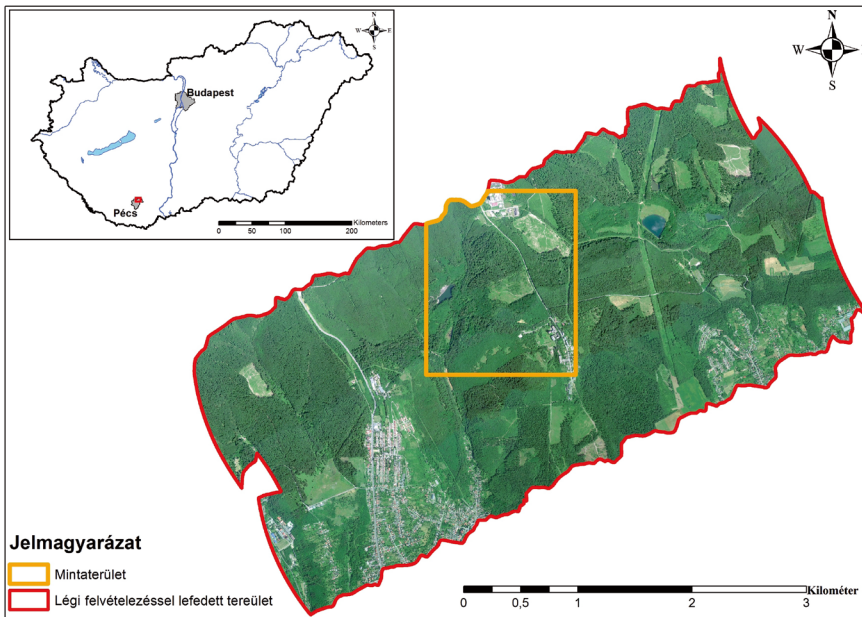 N
W E
S
Budapest
Pécs
Kilometers
0 50 100 200
N
W E
S
Jelmagyarázat
Mintaterület
Légi felvételezéssel lefedett tereület
Kilométer
0 0,5 1 2 3